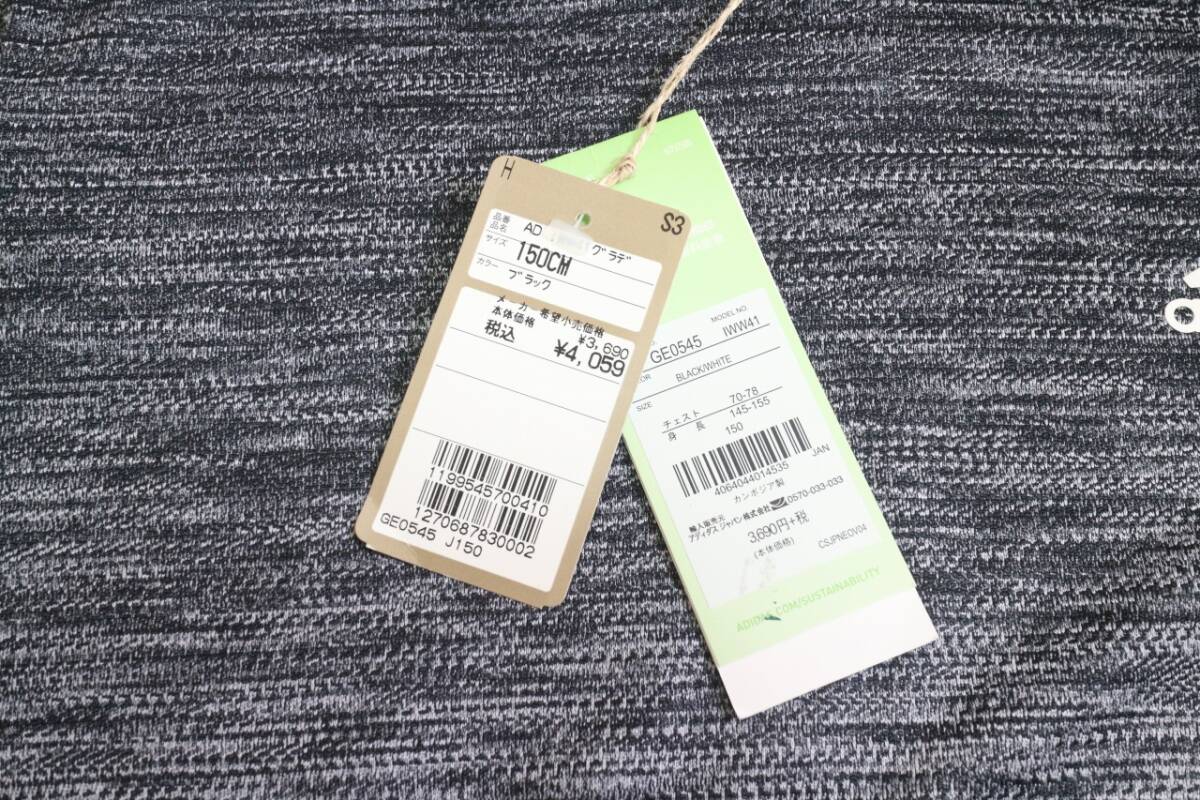 H
S3
品番
品名 AD グラデ
サイズ 150CM
カラー ブラック
メーカー希望小売価格
本体価格 ¥3,690
税込 ¥4,059
1199545700410
1270687830002
GE0545 J150
MODEL NO.
GE0545 IWW41
BLACK/WHITE
SIZE
チェスト 70-78
身長 145-155
150
JAN
4064044014535
カンボジア製
輸入販売元
アディダス ジャパン株式会社 0570-033-033
3,690円+税
(本体価格)
CSJPNEOV04
ADIDAS.COM/SUSTAINABILITY